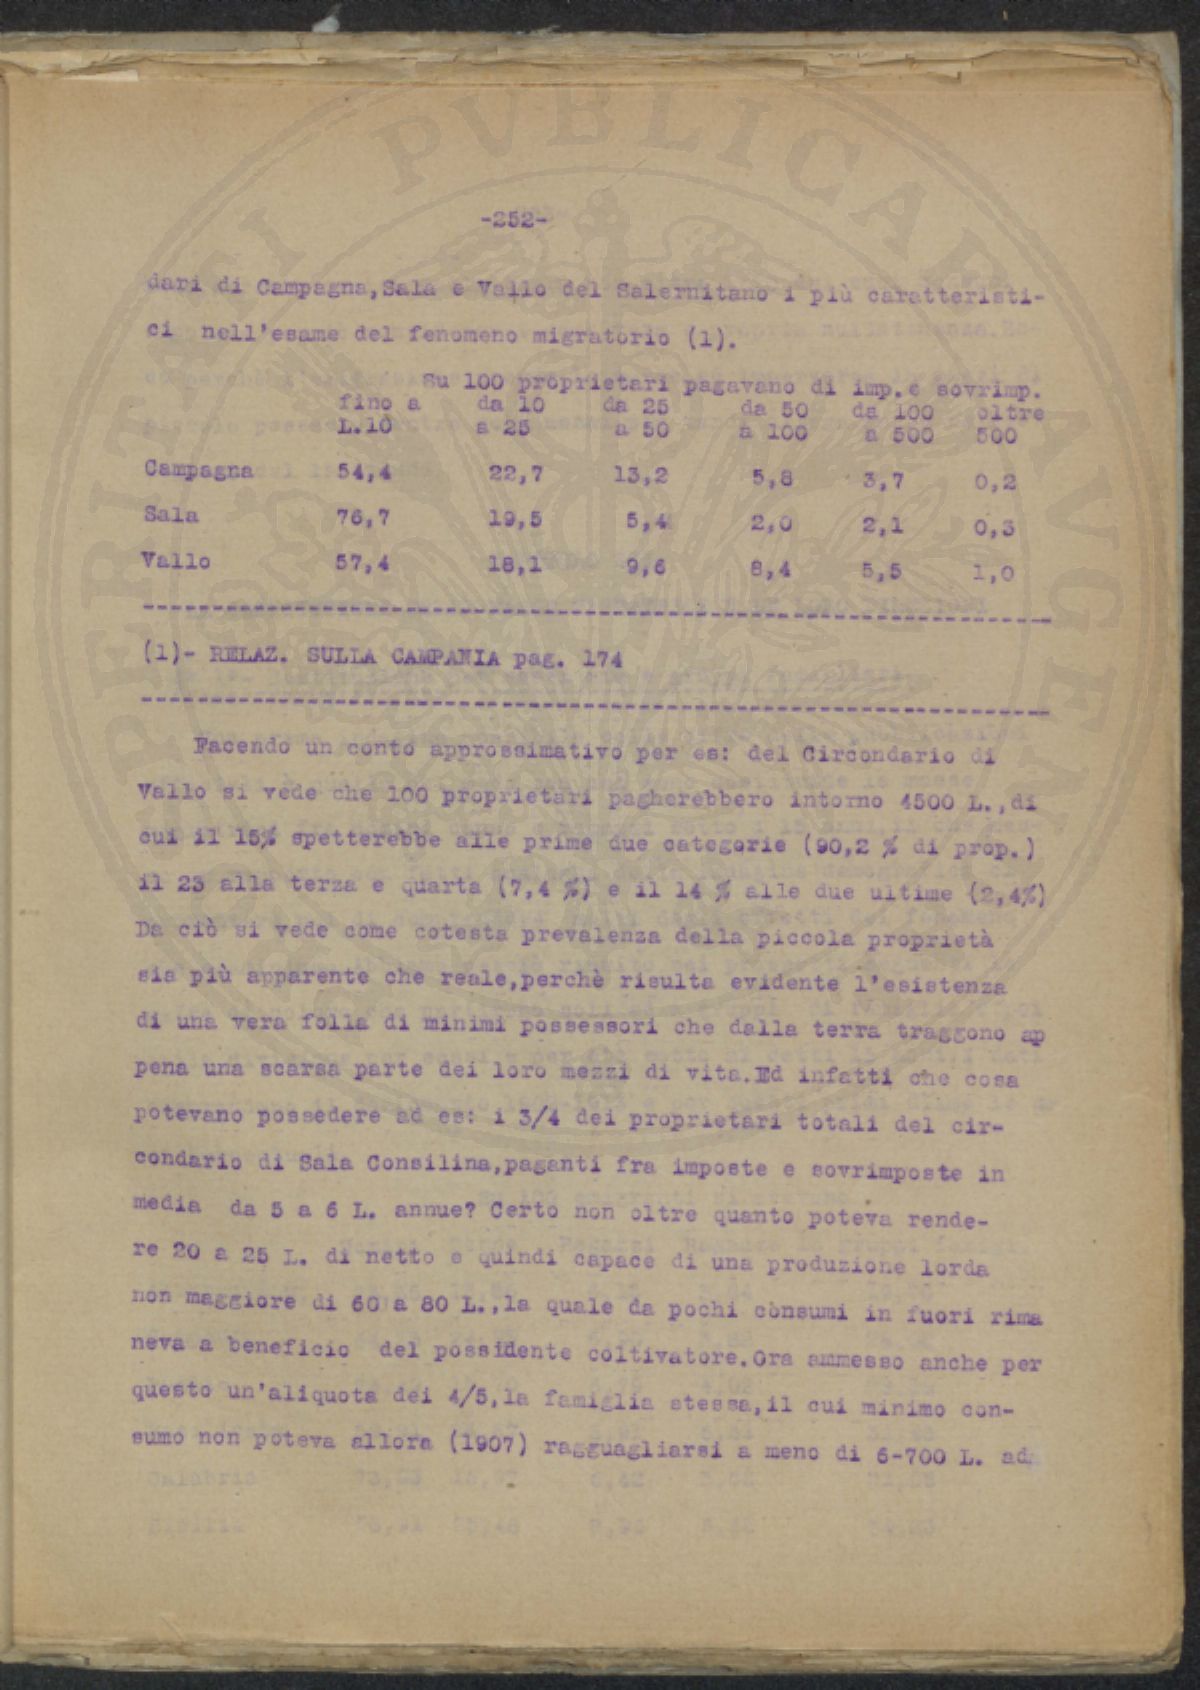 -252-
dari di Campagna,Sala e Vallo del Salernitano i più caratteristi-
ci nell'esame del fenomeno migratorio (1).
Su 100 proprietari pagavano di imp.e sovrimp.
fino a da 10 da 25 da 50 da 100 oltre
L.10 a 25 a 50 a 100 a 500 500
Campagna 54,4 22,7 13,2 5,8 3,7 0,2
Sala 76,7 19,5 5,4 2,0 2,1 0,3
Vallo 57,4 18,1 9,6 8,4 5,5 1,0
(1)- RELAZ. SULLA CAMPANIA pag. 174
Facendo un conto approssimativo per es: del Circondario di
Vallo si vede che 100 proprietari pagherebbero intorno 4500 L.,di
cui il 15% spetterebbe alle prime due categorie (90,2 % di prop.)
il 23 alla terza e quarta (7,4 %) e il 14 % alle due ultime (2,4%)
Da ciò si vede come cotesta prevalenza della piccola proprietà
sia più apparente che reale,perchè risulta evidente l'esistenza
di una vera folla di minimi possessori che dalla terra traggono ap
pena una scarsa parte dei loro mezzi di vita.Ed infatti che cosa
potevano possedere ad es: i 3/4 dei proprietari totali del cir-
condario di Sala Consilina,paganti fra imposte e sovrimposte in
media da 5 a 6 L. annue? Certo non oltre quanto poteva rende-
re 20 a 25 L. di netto e quindi capace di una produzione lorda
non maggiore di 60 a 80 L.,la quale da pochi cònsumi in fuori rima
neva a beneficio del possidente coltivatore.Ora ammesso anche per
questo un'aliquota dei 4/5,la famiglia stessa,il cui minimo con-
sumo non poteva allora (1907) ragguagliarsi a meno di 6-700 L. ad